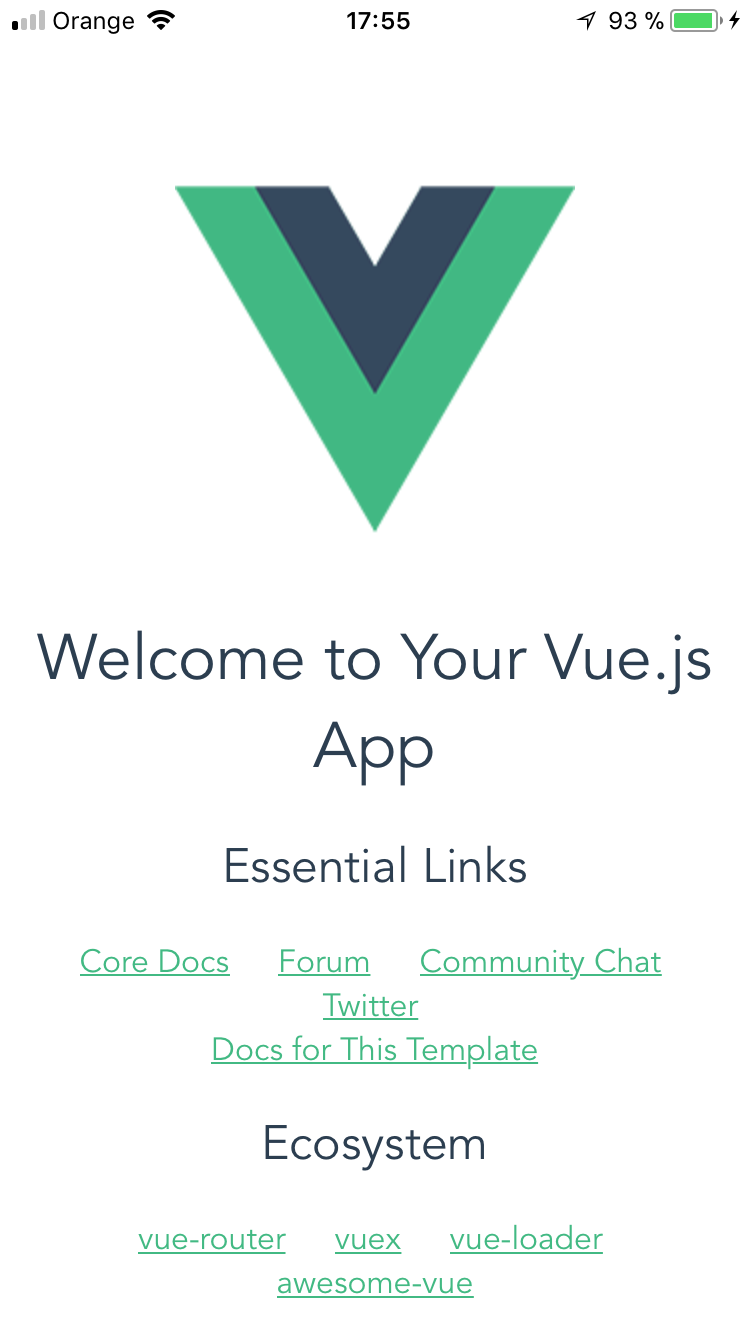 Orange 17:55 93 %
Welcome to Your Vue.js
App
Essential Links
Core Docs Forum Community Chat
Twitter
Docs for This Template
Ecosystem
vue-router vuex vue-loader
awesome-vue